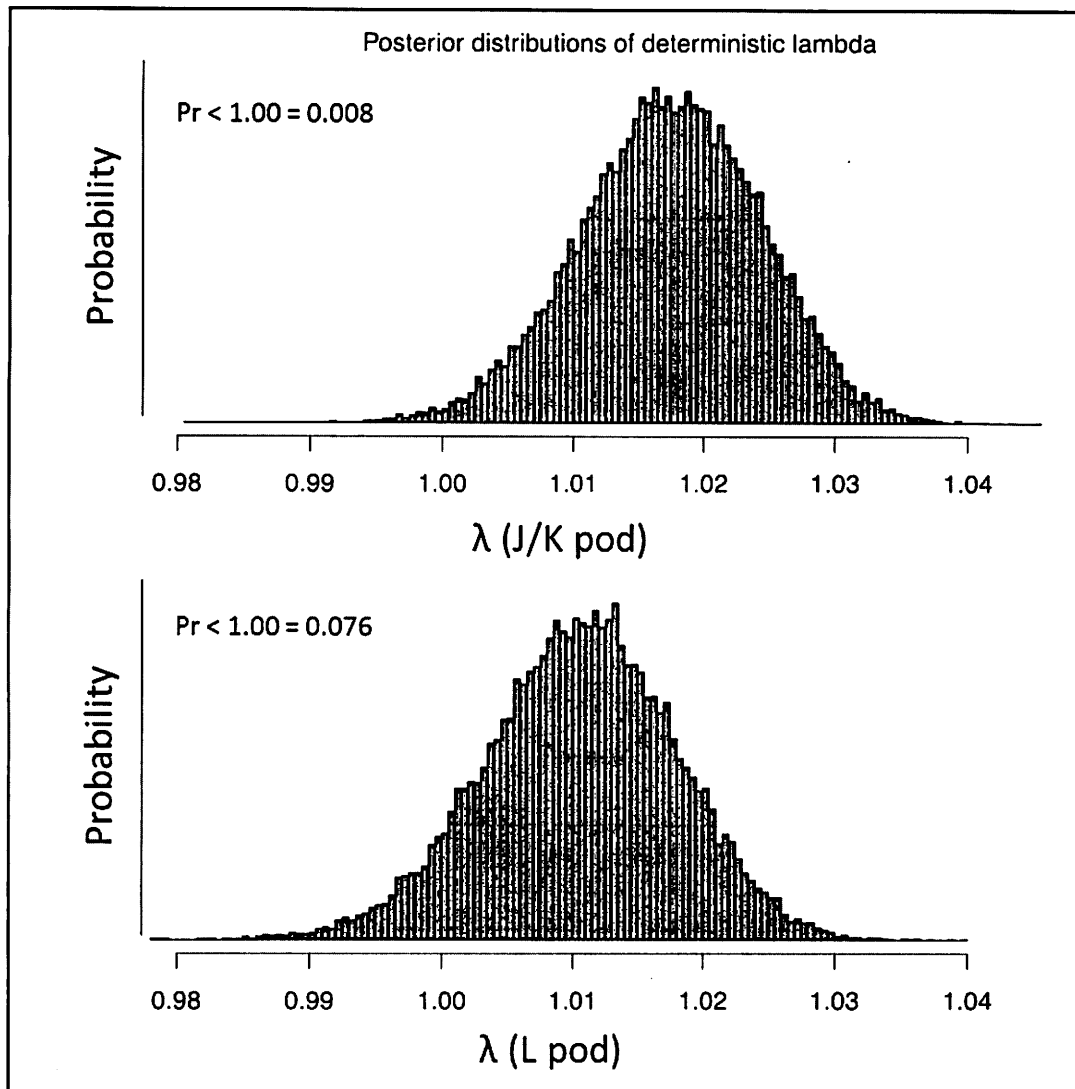 Posterior distributions of deterministic lambda
Pr < 1.00 = 0.008
Probability
0.98 0.99 1.00 1.01 1.02 1.03 1.04
λ (J/K pod)
Pr < 1.00 = 0.076
Probability
0.98 0.99 1.00 1.01 1.02 1.03 1.04
λ (L pod)